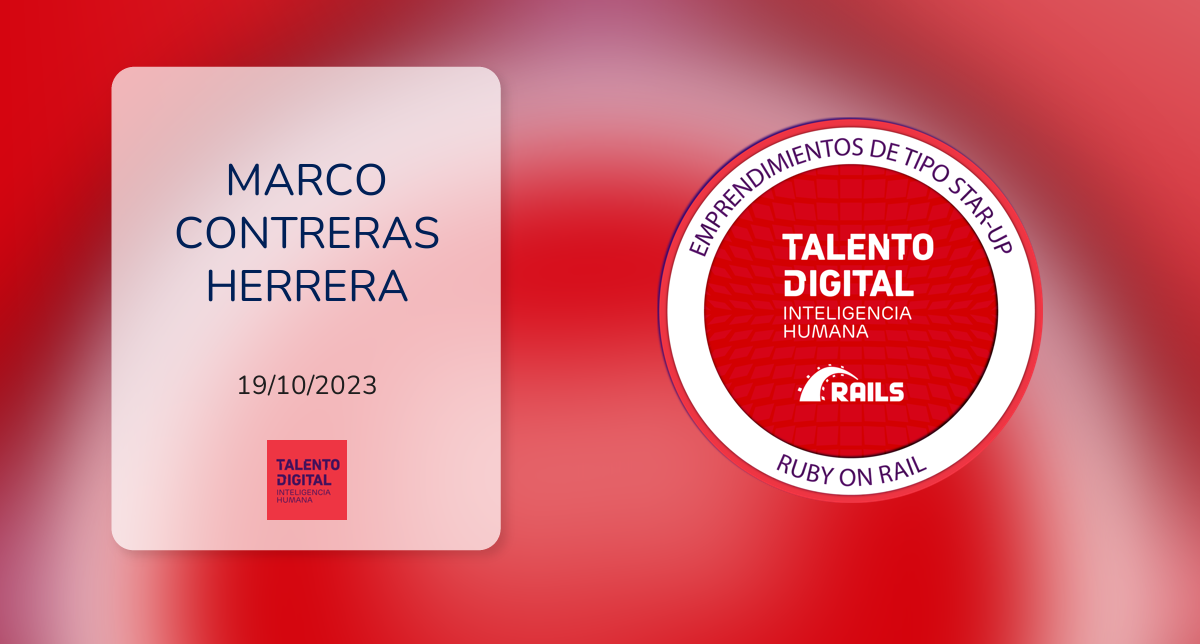 MARCO
CONTRERAS
HERRERA
19/10/2023
TALENTO
DIGITAL
INTELIGENCIA
HUMANA
EMPRENDIMIENTOS DE TIPO STAR-UP
TALENTO
DIGITAL
INTELIGENCIA
HUMANA
RAILS
RUBY ON RAIL